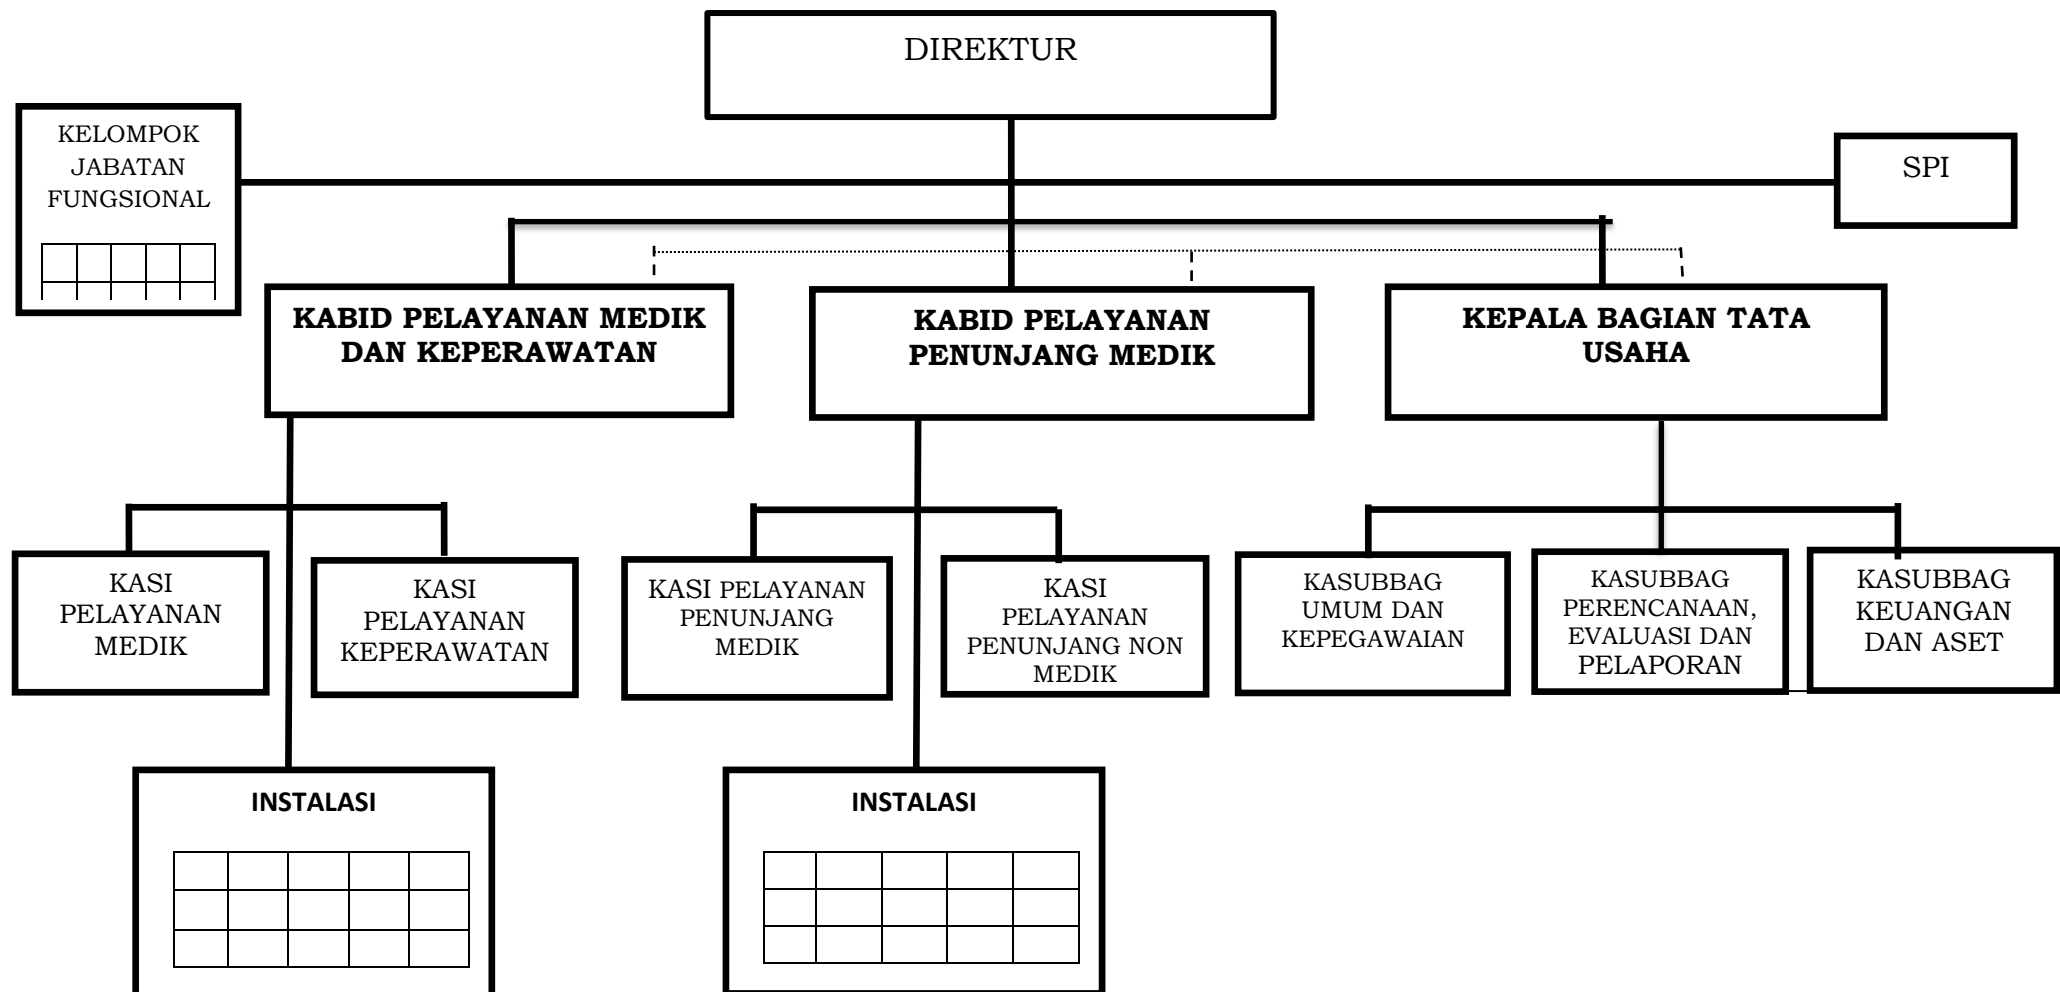 DIREKTUR
KELOMPOK
JABATAN
FUNGSIONAL
SPI
KABID PELAYANAN MEDIK
DAN KEPERAWATAN
KABID PELAYANAN
PENUNJANG MEDIK
KEPALA BAGIAN TATA
USAHA
KASI
PELAYANAN
MEDIK
KASI
PELAYANAN
KEPERAWATAN
KASI PELAYANAN
PENUNJANG
MEDIK
KASI
PELAYANAN
PENUNJANG NON
MEDIK
KASUBBAG
UMUM DAN
KEPEGAWAIAN
KASUBBAG
PERENCANAAN,
EVALUASI DAN
PELAPORAN
KASUBBAG
KEUANGAN
DAN ASET
INSTALASI
INSTALASI